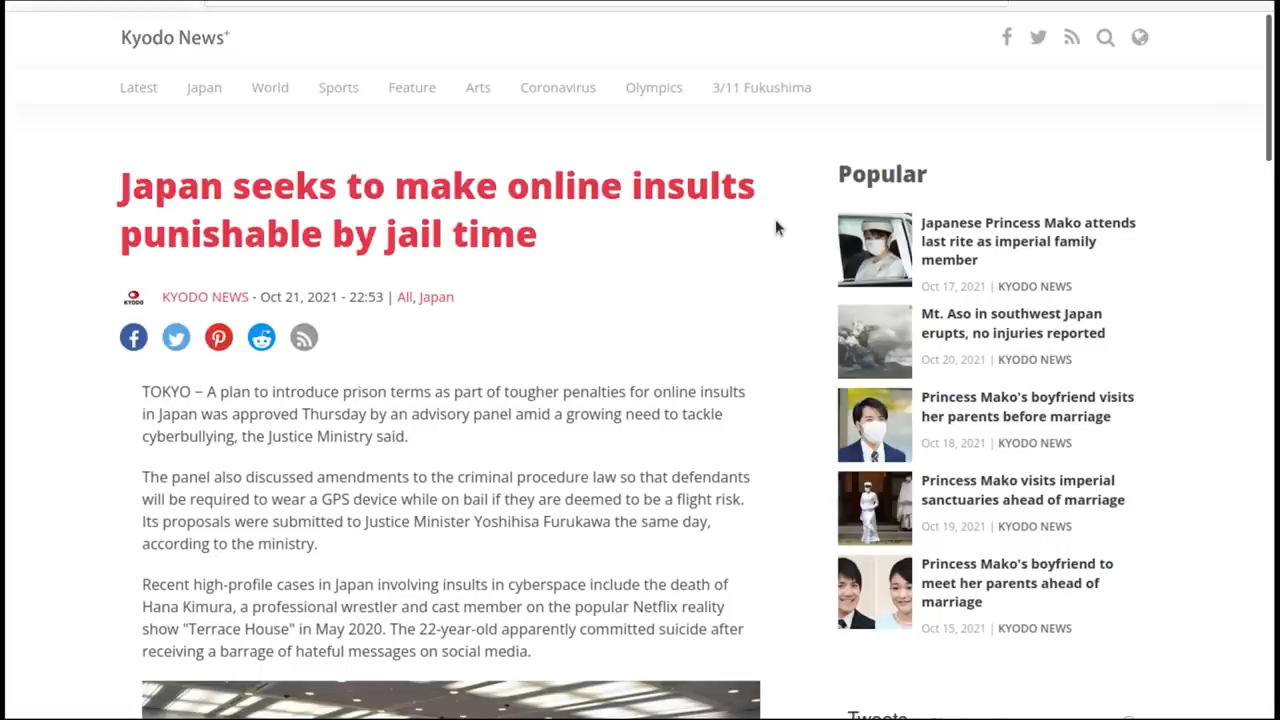 Kyodo News+
Latest Japan World Sports Feature Arts Coronavirus Olympics 3/11 Fukushima
Japan seeks to make online insults
punishable by jail time
KYODO
KYODO NEWS - Oct 21, 2021 - 22:53 | All, Japan
TOKYO – A plan to introduce prison terms as part of tougher penalties for online insults
in Japan was approved Thursday by an advisory panel amid a growing need to tackle
cyberbullying, the Justice Ministry said.
The panel also discussed amendments to the criminal procedure law so that defendants
will be required to wear a GPS device while on bail if they are deemed to be a flight risk.
Its proposals were submitted to Justice Minister Yoshihisa Furukawa the same day,
according to the ministry.
Recent high-profile cases in Japan involving insults in cyberspace include the death of
Hana Kimura, a professional wrestler and cast member on the popular Netflix reality
show "Terrace House" in May 2020. The 22-year-old apparently committed suicide after
receiving a barrage of hateful messages on social media.
Popular
Japanese Princess Mako attends
last rite as imperial family
member
Oct 17, 2021 | KYODO NEWS
Mt. Aso in southwest Japan
erupts, no injuries reported
Oct 20, 2021 | KYODO NEWS
Princess Mako's boyfriend visits
her parents before marriage
Oct 18, 2021 | KYODO NEWS
Princess Mako visits imperial
sanctuaries ahead of marriage
Oct 19, 2021 | KYODO NEWS
Princess Mako's boyfriend to
meet her parents ahead of
marriage
Oct 15, 2021 | KYODO NEWS
Tweets